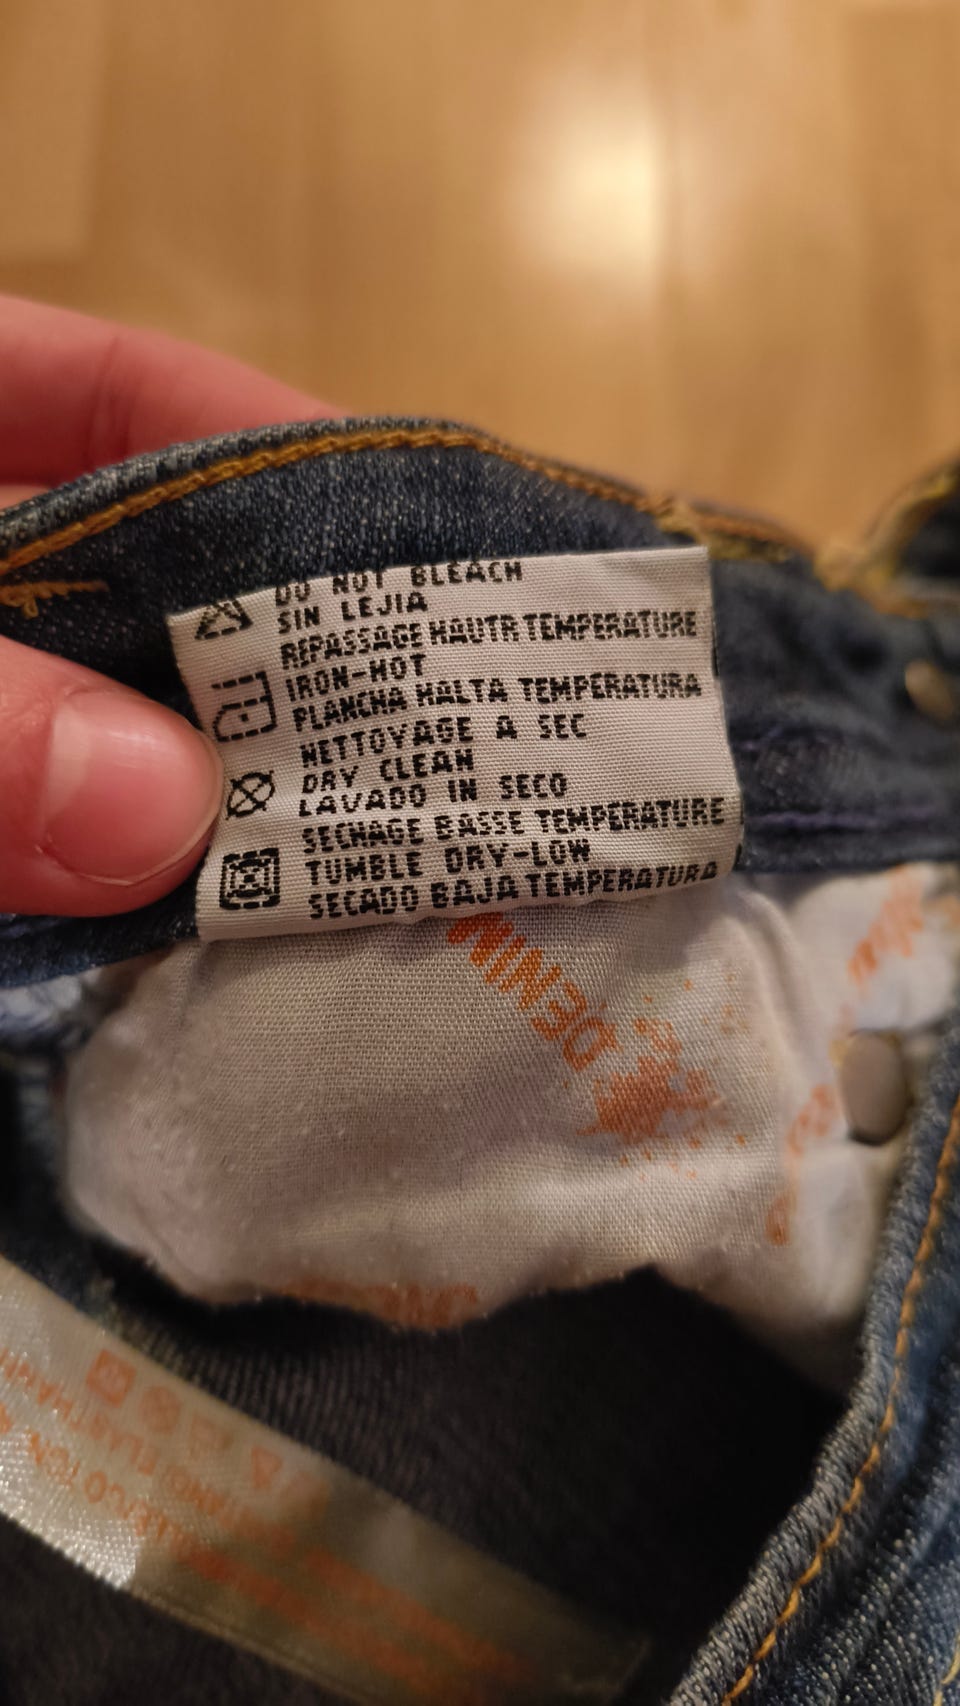 DO NOT BLEACH
SIN LEJIA
REPASSAGE HAUTR TEMPERATURE
IRON-HOT
PLANCHA HALTA TEMPERATURA
NETTOYAGE A SEC
DRY CLEAN
LAVADO IN SECO
SECHAGE BASSE TEMPERATURE
TUMBLE DRY-LOW
SECADO BAJA TEMPERATURA
DENIM